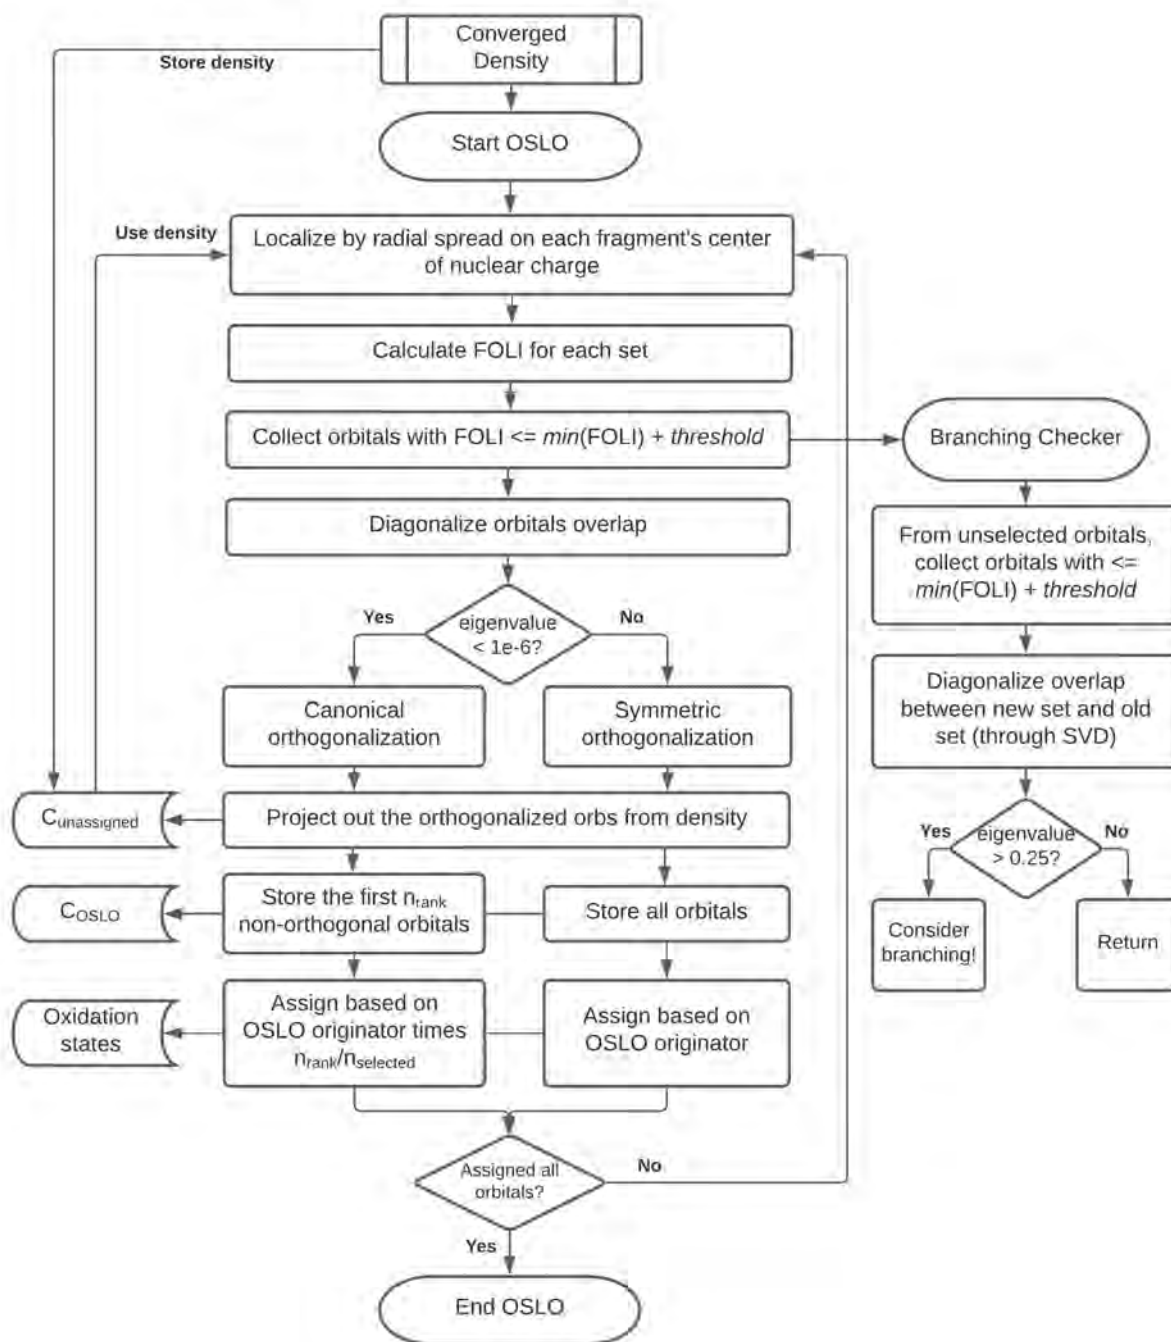 Converged
Density
Store density
Start OSLO
Use density
Localize by radial spread on each fragment's center
of nuclear charge
Calculate FOLI for each set
Collect orbitals with FOLI <= min(FOLI) + threshold
Branching Checker
Diagonalize orbitals overlap
From unselected orbitals,
collect orbitals with <=
min(FOLI) + threshold
Yes
eigenvalue
< 1e-6?
No
Diagonalize overlap
between new set and old
set (through SVD)
Canonical
orthogonalization
Symmetric
orthogonalization
Cunassigned
Project out the orthogonalized orbs from density
Yes
eigenvalue
> 0.25?
No
COSLO
Store the first nrank
non-orthogonal orbitals
Store all orbitals
Consider
branching!
Return
Oxidation
states
Assign based on
OSLO originator times
nrank/nselected
Assign based on
OSLO originator
Assigned all
orbitals?
No
Yes
End OSLO